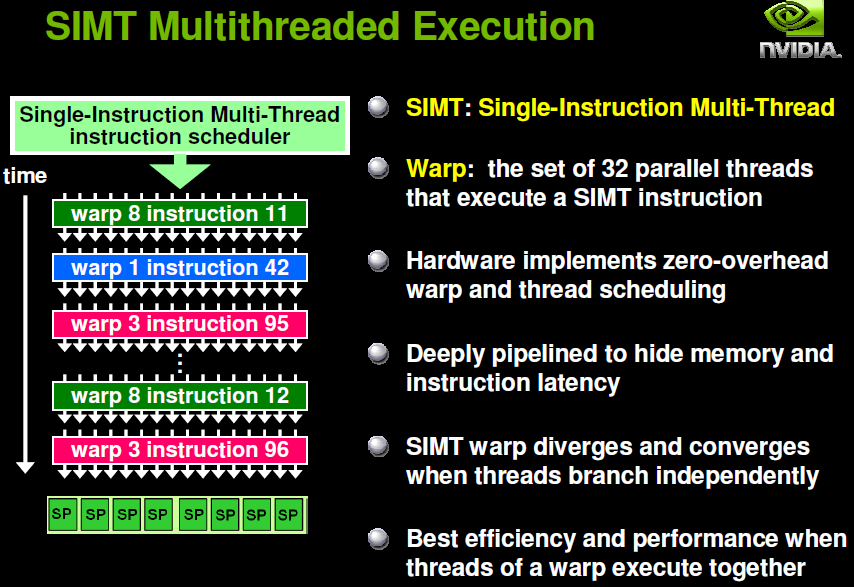 SIMT Multithreaded Execution
NVIDIA.
Single-Instruction Multi-Thread
instruction scheduler
time
warp 8 instruction 11
warp 1 instruction 42
warp 3 instruction 95
⋮
warp 8 instruction 12
warp 3 instruction 96
SP SP SP SP SP SP SP SP
SIMT: Single-Instruction Multi-Thread
Warp: the set of 32 parallel threads
that execute a SIMT instruction
Hardware implements zero-overhead
warp and thread scheduling
Deeply pipelined to hide memory and
instruction latency
SIMT warp diverges and converges
when threads branch independently
Best efficiency and performance when
threads of a warp execute together